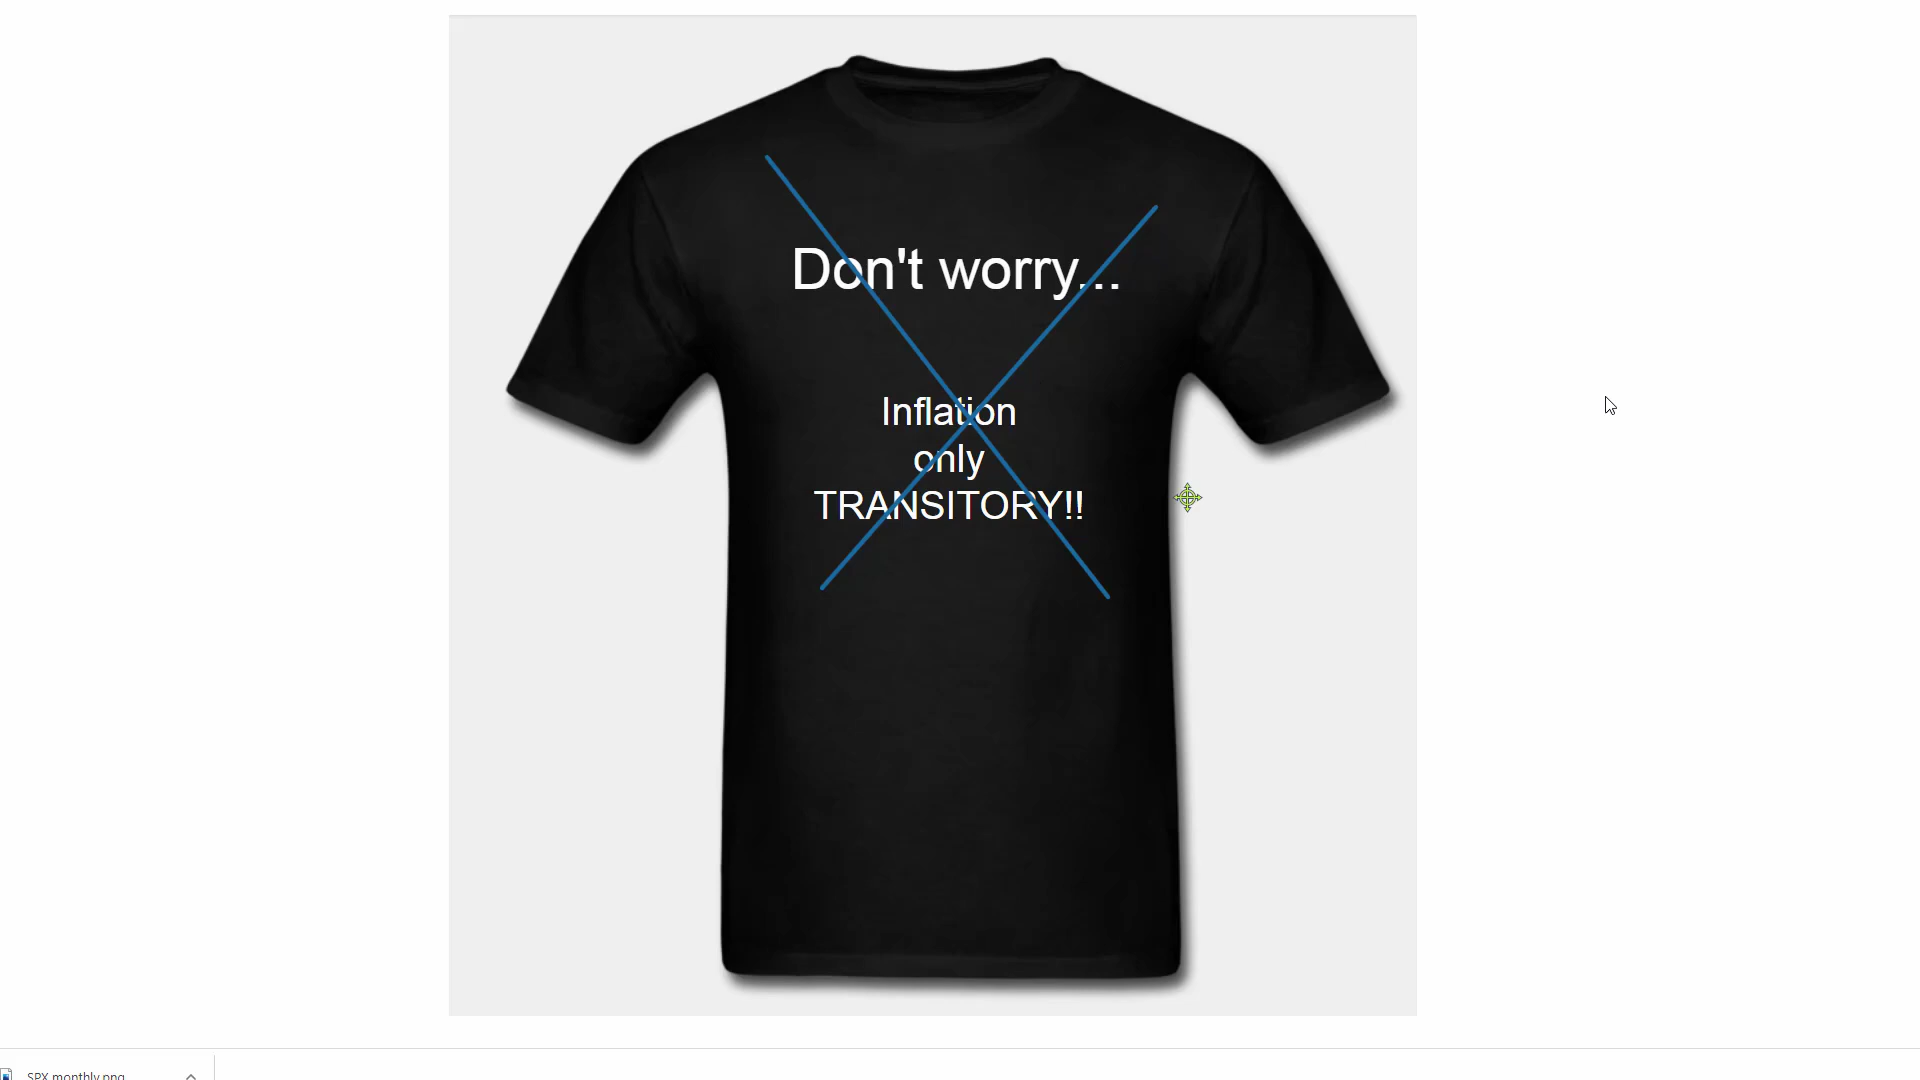 Don't worry...
Inflation
only
TRANSITORY!!
SPX monthly.png